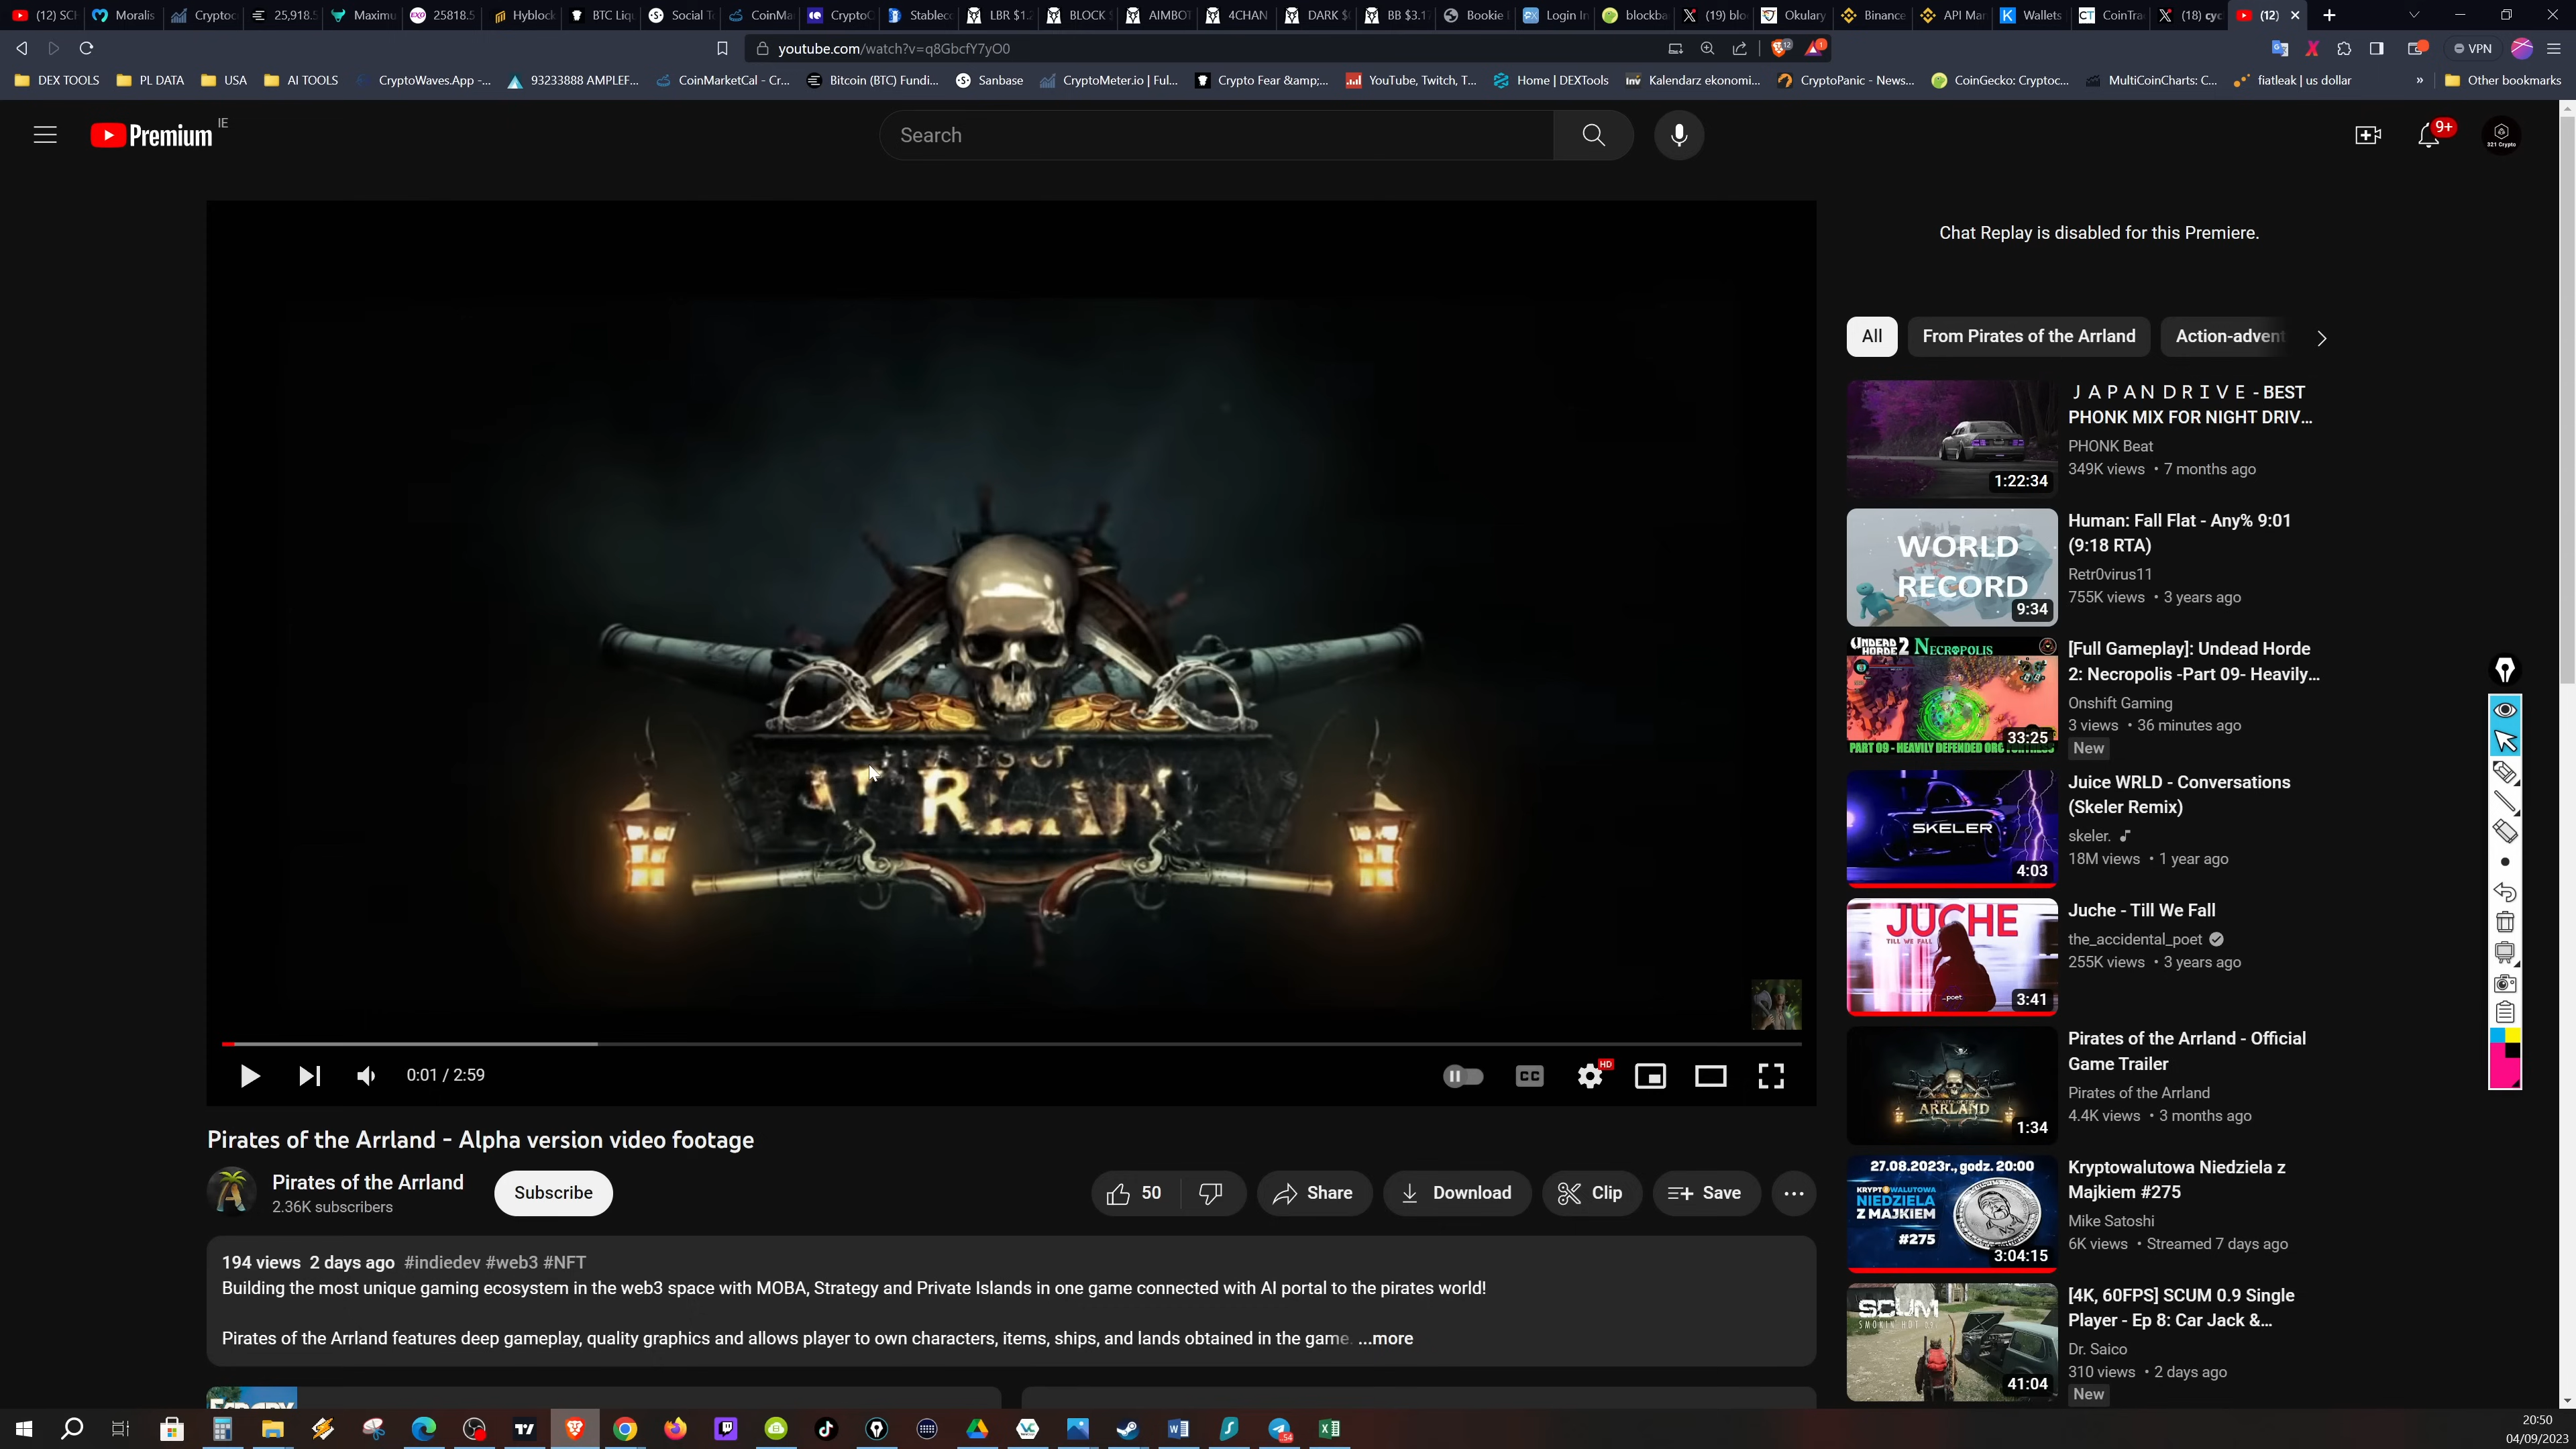 (12) SCH
Moralis
Cryptoc
25,918.5
Maximu
25818.5
Hyblock
BTC Liq
Social T
CoinMa
CryptoC
Stablec
LBR $1.2
BLOCK $
AIMBOT
4CHAN
DARK $
BB $3.1
Bookie
Login In
blockba
(19) blo
Okulary
Binance
API Ma
Wallets
CoinTra
(18) cyc
(12)
youtube.com/watch?v=q8GbcfY7yO0
VPN
DEX TOOLS
PL DATA
USA
AI TOOLS
CryptoWaves.App -...
93233888 AMPLEF...
CoinMarketCal - Cr...
Bitcoin (BTC) Fundi...
Sanbase
CryptoMeter.io | Ful...
Crypto Fear &amp;...
YouTube, Twitch, T...
Home | DEXTools
Kalendarz ekonomi...
CryptoPanic - News...
CoinGecko: Cryptoc...
MultiCoinCharts: C...
fiatleak | us dollar
Other bookmarks
Premium IE
Search
9+
321 Crypto
Chat Replay is disabled for this Premiere.
All
From Pirates of the Arrland
Action-advent
J A P A N D R I V E - BEST
PHONK MIX FOR NIGHT DRIV...
PHONK Beat
349K views • 7 months ago
1:22:34
WORLD
RECORD
9:34
Human: Fall Flat - Any% 9:01
(9:18 RTA)
Retr0virus11
755K views • 3 years ago
UNDEAD HORDE 2 NECROPOLIS
33:25
PART 09 - HEAVILY DEFENDED ORC FORTRESS
[Full Gameplay]: Undead Horde
2: Necropolis -Part 09- Heavily...
Onshift Gaming
3 views • 36 minutes ago
New
SKELER
4:03
Juice WRLD - Conversations
(Skeler Remix)
skeler.
18M views • 1 year ago
JUCHE
TILL WE FALL
_poet
3:41
Juche - Till We Fall
the_accidental_poet
255K views • 3 years ago
ARRLAND
1:34
Pirates of the Arrland - Official
Game Trailer
Pirates of the Arrland
4.4K views • 3 months ago
27.08.2023r., godz. 20:00
KRYPTOWALUTOWA
NIEDZIELA
Z MAJKIEM
#275
3:04:15
Kryptowalutowa Niedziela z
Majkiem #275
Mike Satoshi
6K views • Streamed 7 days ago
SCUM
41:04
[4K, 60FPS] SCUM 0.9 Single
Player - Ep 8: Car Jack &...
Dr. Saico
310 views • 2 days ago
New
0:01 / 2:59
CC
HD
Pirates of the Arrland - Alpha version video footage
Pirates of the Arrland
2.36K subscribers
Subscribe
50
Share
Download
Clip
Save
194 views 2 days ago #indiedev #web3 #NFT
Building the most unique gaming ecosystem in the web3 space with MOBA, Strategy and Private Islands in one game connected with AI portal to the pirates world!
Pirates of the Arrland features deep gameplay, quality graphics and allows player to own characters, items, ships, and lands obtained in the game. ...more
20:50
04/09/2023